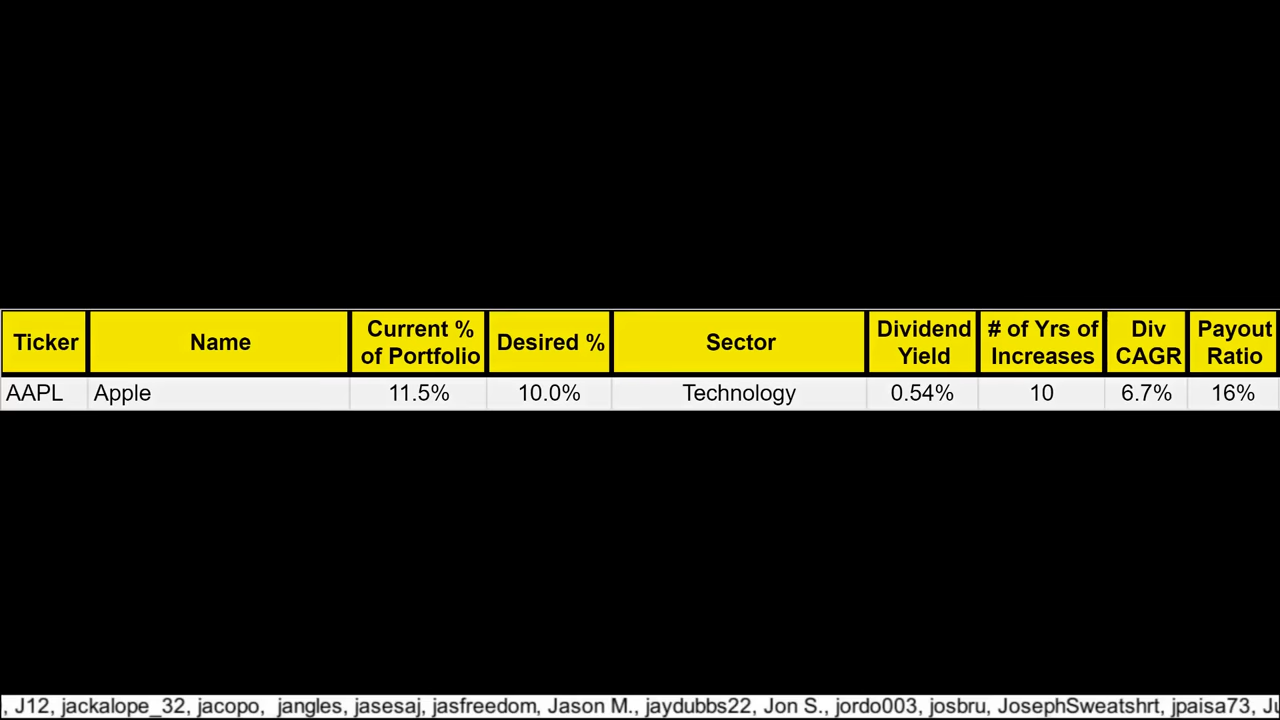 Ticker Name Current % of Portfolio Desired % Sector Dividend Yield # of Yrs of Increases Div CAGR Payout Ratio
AAPL Apple 11.5% 10.0% Technology 0.54% 10 6.7% 16%
, J12, jackalope_32, jacopo, jangles, jasesaj, jasfreedom, Jason M., jaydubbs22, Jon S., jordo003, josbru, JosephSweatshrt, jpaisa73,